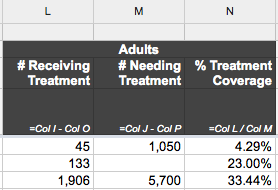 L M N
Adults
# Receiving Treatment # Needing Treatment % Treatment Coverage
=Col I - Col O =Col J - Col P =Col L / Col M
45 1,050 4.29%
133 23.00%
1,906 5,700 33.44%